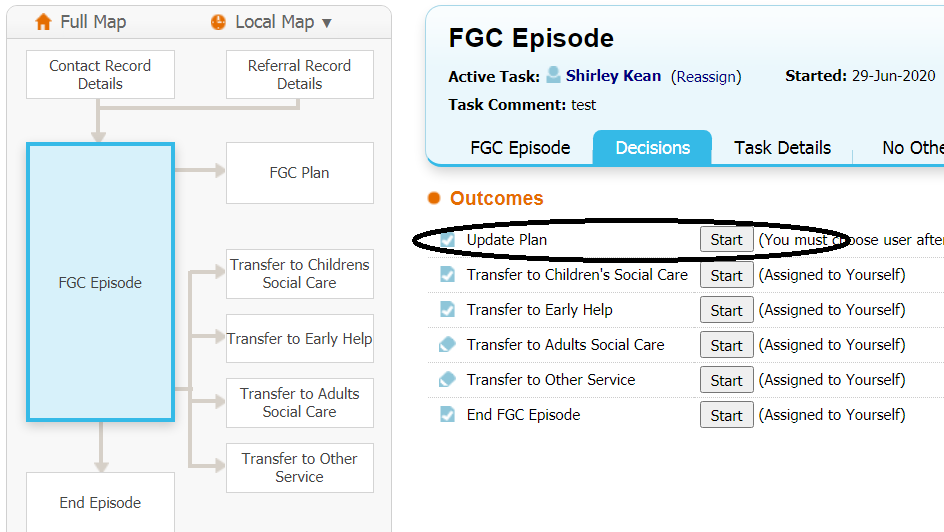 Full Map
Local Map ▼
Contact Record
Details
Referral Record
Details
FGC Episode
FGC Plan
Transfer to Childrens
Social Care
Transfer to Early Help
Transfer to Adults
Social Care
Transfer to Other
Service
End Episode
FGC Episode
Active Task: Shirley Kean (Reassign) Started: 29-Jun-2020
Task Comment: test
FGC Episode Decisions Task Details No Othe
Outcomes
Update Plan Start (You must choose user after
Transfer to Children's Social Care Start (Assigned to Yourself)
Transfer to Early Help Start (Assigned to Yourself)
Transfer to Adults Social Care Start (Assigned to Yourself)
Transfer to Other Service Start (Assigned to Yourself)
End FGC Episode Start (Assigned to Yourself)